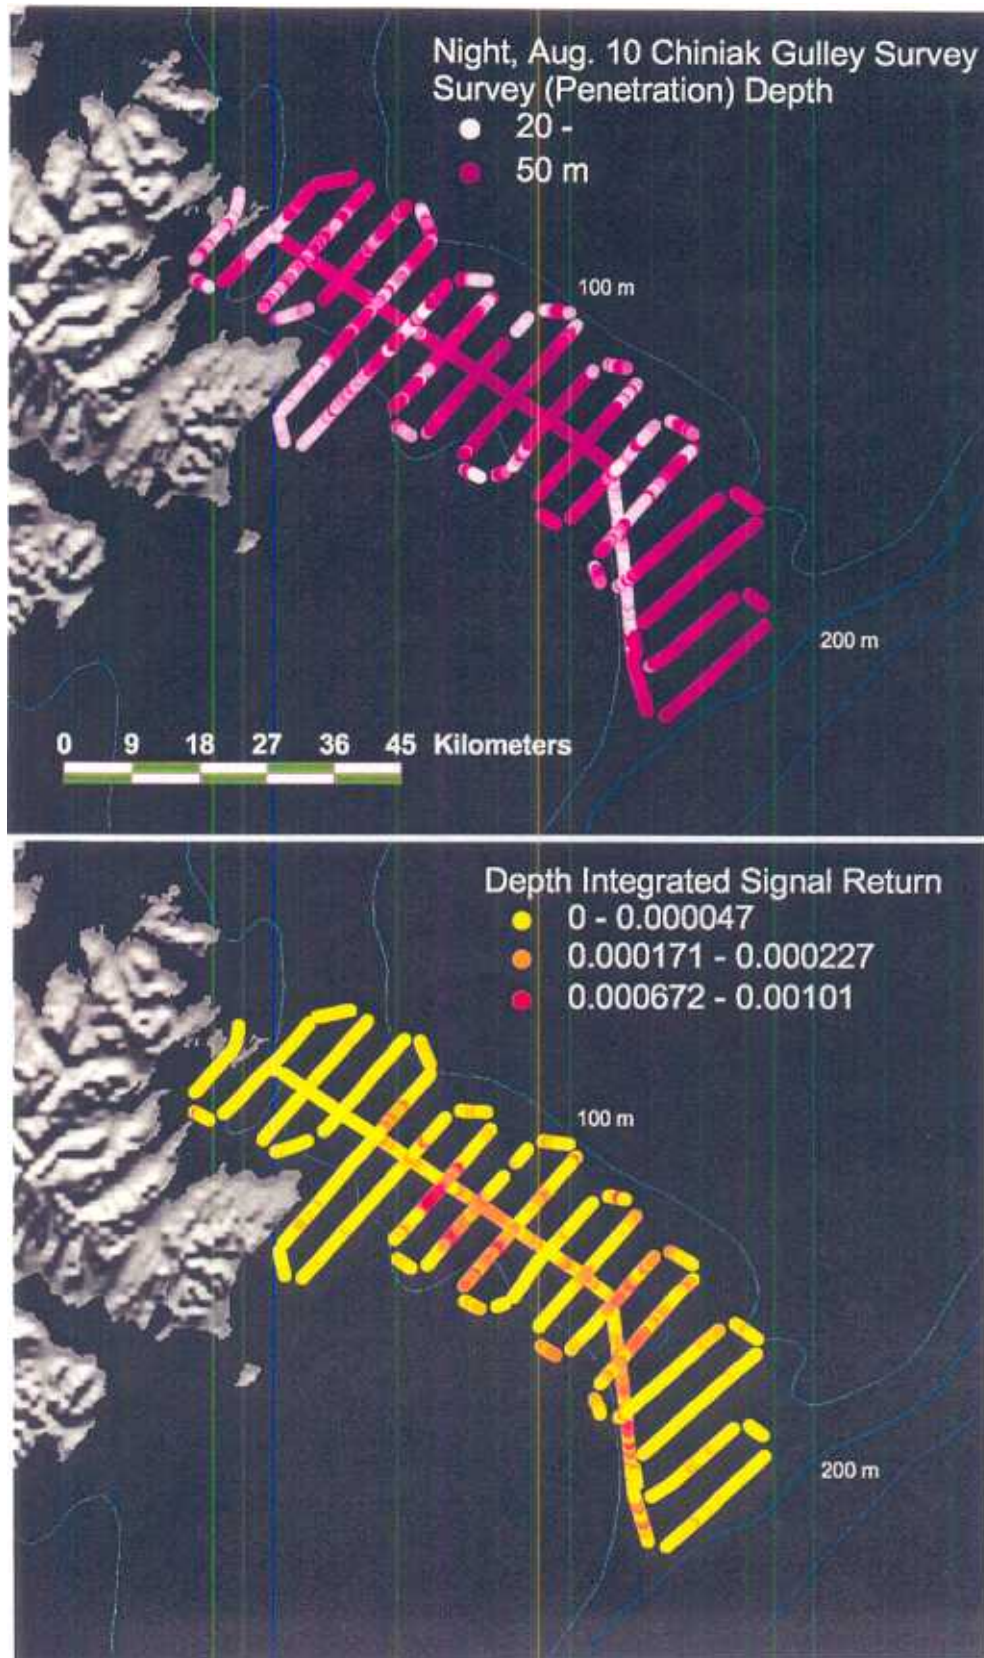 Night, Aug. 10 Chiniak Gulley Survey
Survey (Penetration) Depth
20 -
50 m
100 m
200 m
0 9 18 27 36 45 Kilometers
Depth Integrated Signal Return
0 - 0.000047
0.000171 - 0.000227
0.000672 - 0.00101
100 m
200 m